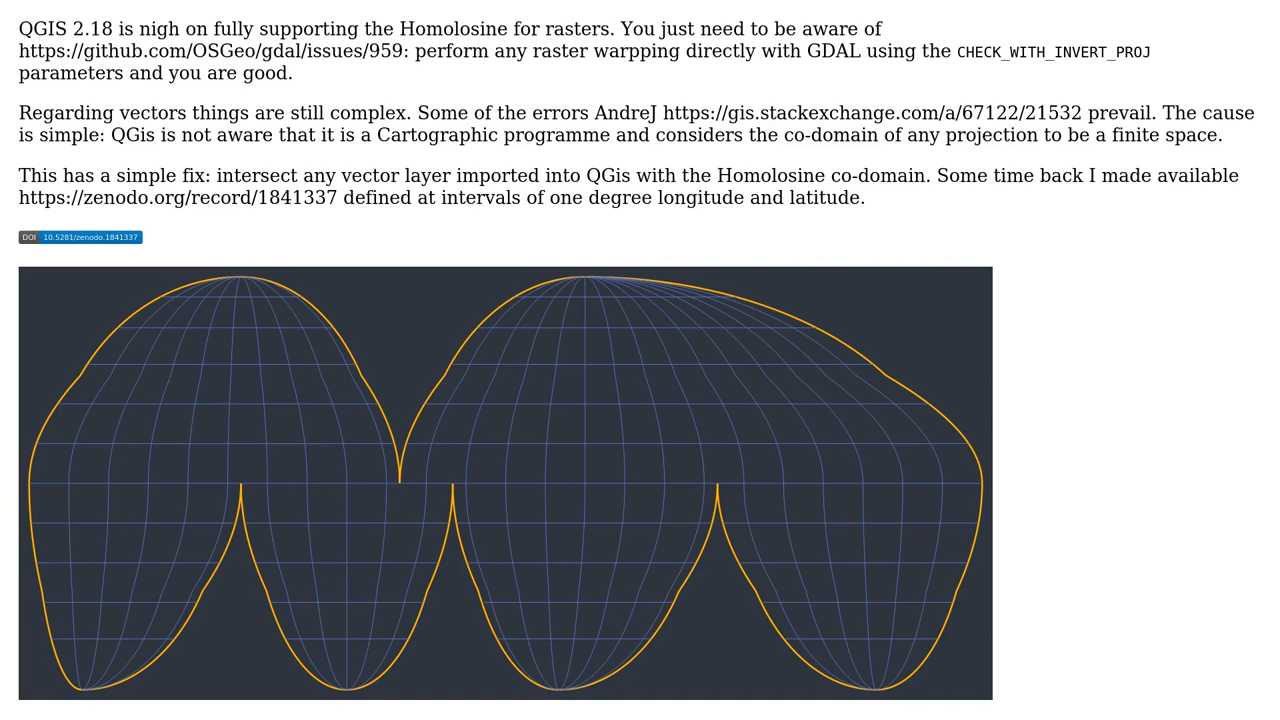 QGIS 2.18 is nigh on fully supporting the Homolosine for rasters. You just need to be aware of
https://github.com/OSGeo/gdal/issues/959: perform any raster warpping directly with GDAL using the CHECK_WITH_INVERT_PROJ
parameters and you are good.
Regarding vectors things are still complex. Some of the errors AndreJ https://gis.stackexchange.com/a/67122/21532 prevail. The cause
is simple: QGis is not aware that it is a Cartographic programme and considers the co-domain of any projection to be a finite space.
This has a simple fix: intersect any vector layer imported into QGis with the Homolosine co-domain. Some time back I made available
https://zenodo.org/record/1841337 defined at intervals of one degree longitude and latitude.
DOI 10.5281/zenodo.1841337